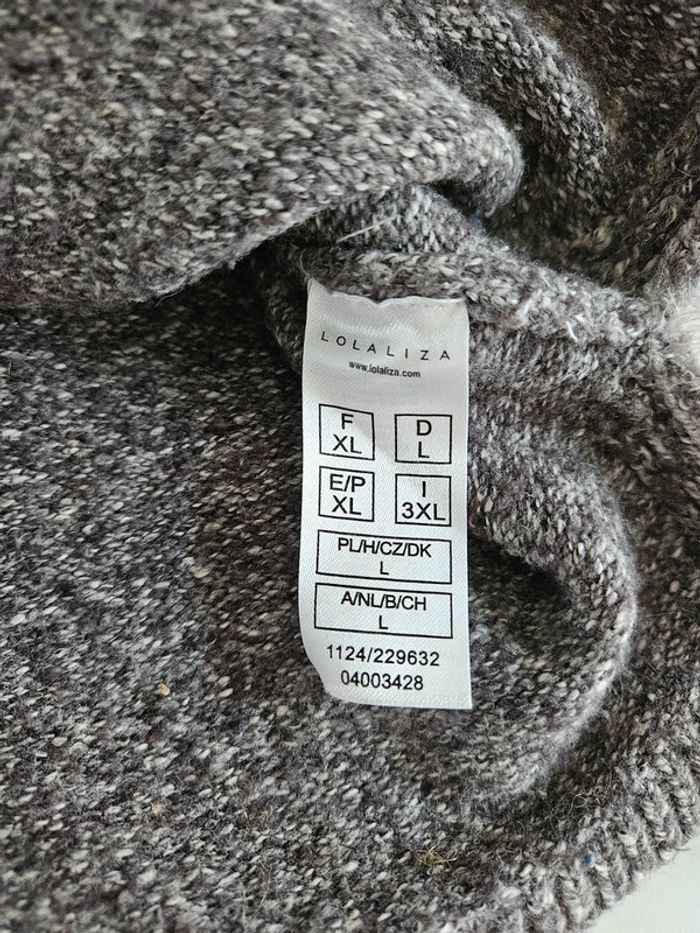 LOLALIZA
www.lolaliza.com
F D
XL L
E/P I
XL 3XL
PL/H/CZ/DK
L
A/NL/B/CH
L
1124/229632
04003428